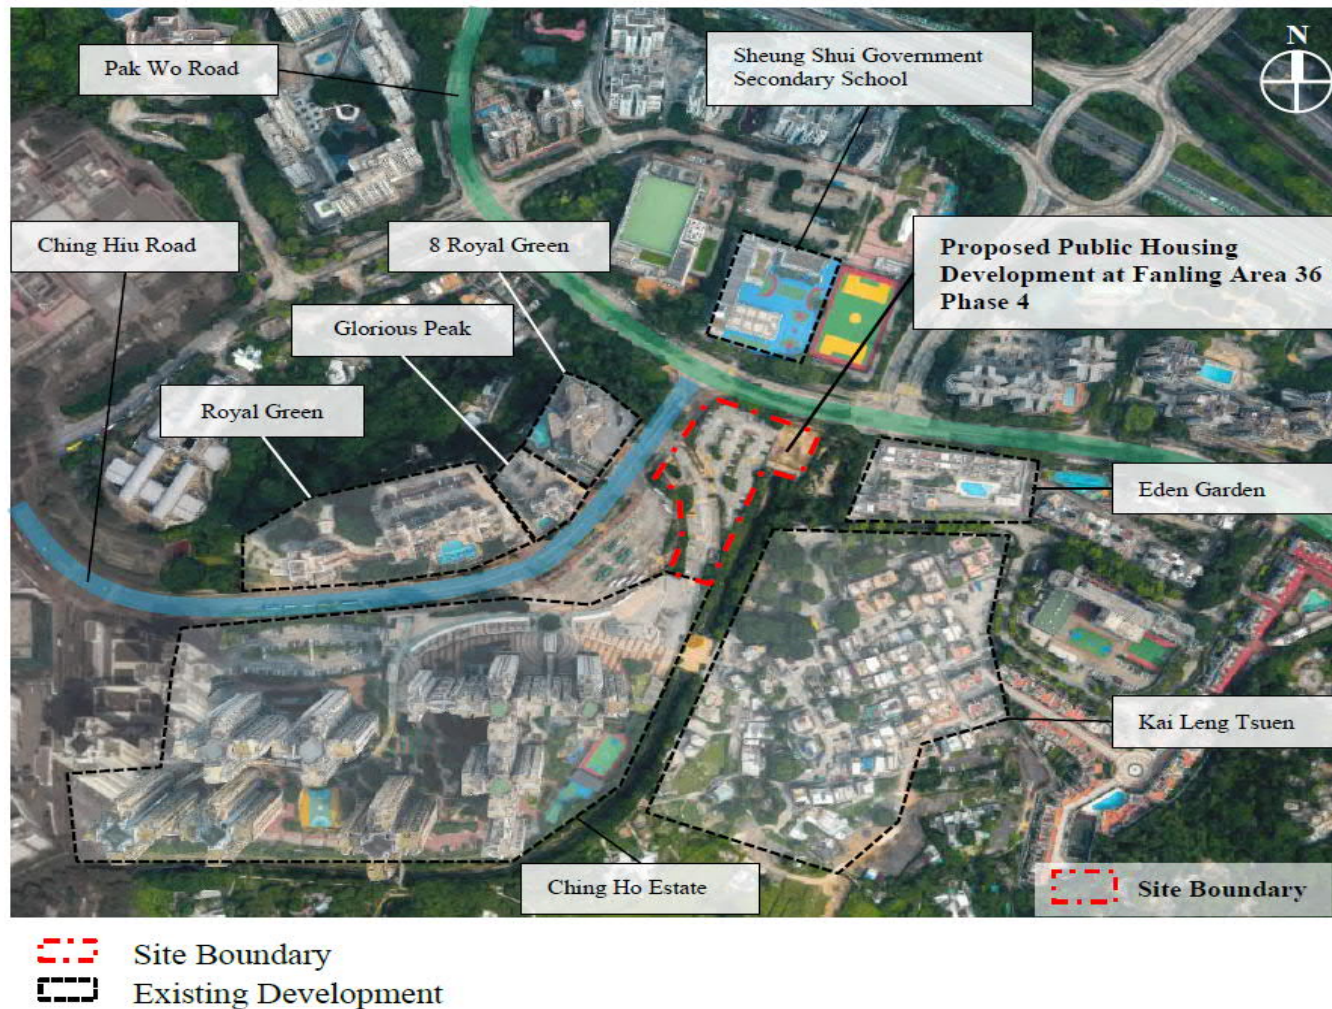 N
Pak Wo Road
Sheung Shui Government
Secondary School
Ching Hiu Road
8 Royal Green
Proposed Public Housing
Development at Fanling Area 36
Phase 4
Glorious Peak
Royal Green
Eden Garden
Kai Leng Tsuen
Ching Ho Estate
Site Boundary
Site Boundary
Existing Development